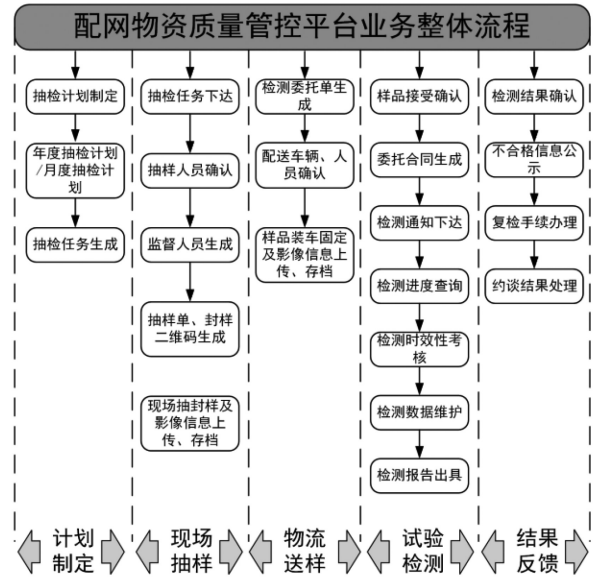 配网物资质量管控平台业务整体流程
抽检计划制定
年度抽检计划
/月度抽检计
划
抽检任务生成
抽检任务下达
抽样人员确认
监督人员生成
抽样单、封样
二维码生成
现场抽封样及
影像信息上
传、存档
检测委托单生
成
配送车辆、人
员确认
样品装车固定
及影像信息上
传、存档
样品接受确认
委托合同生成
检测通知下达
检测进度查询
检测时效性考
核
检测数据维护
检测报告出具
检测结果确认
不合格信息公
示
复检手续办理
约谈结果处理
计划
制定
现场
抽样
物流
送样
试验
检测
结果
反馈